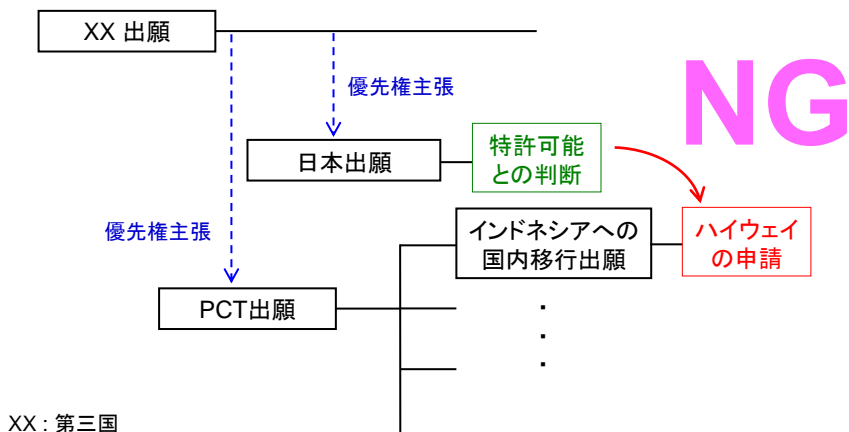 XX 出願
NG
優先権主張
特許可能
との判断
日本出願
優先権主張
インドネシアへの
国内移行出願
ハイウェイ
の申請
PCT出願
・
・
・
XX : 第三国